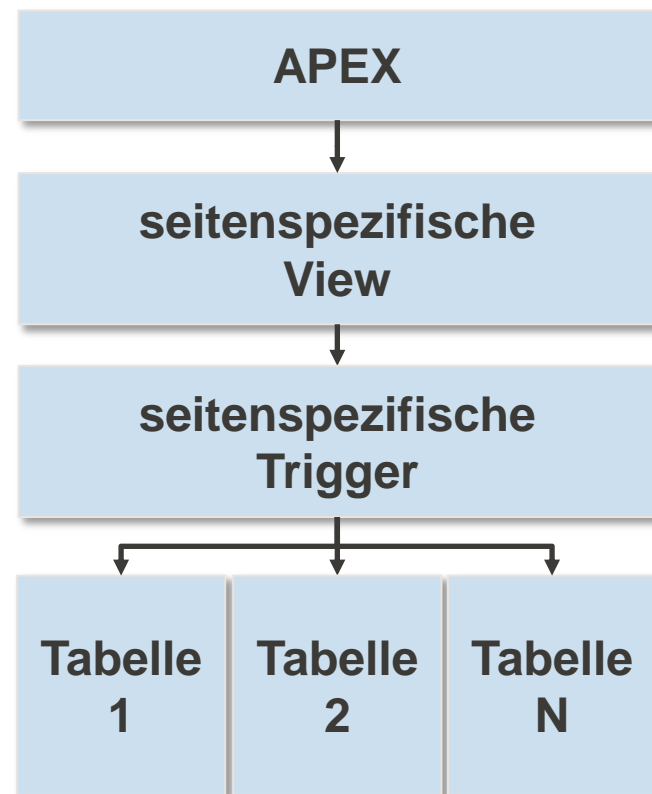 APEX
seitenspezifische
View
seitenspezifische
Trigger
Tabelle
1
Tabelle
2
Tabelle
N